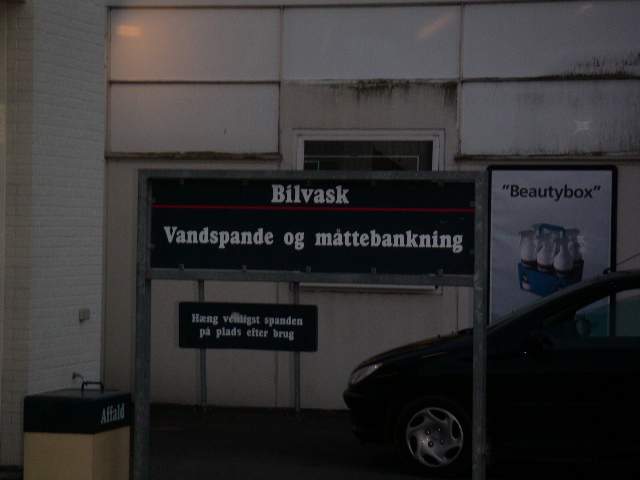 Bilvask
Vandspande og måttebankning
"Beautybox"
Hæng venligst spanden
på plads efter brug
Affald